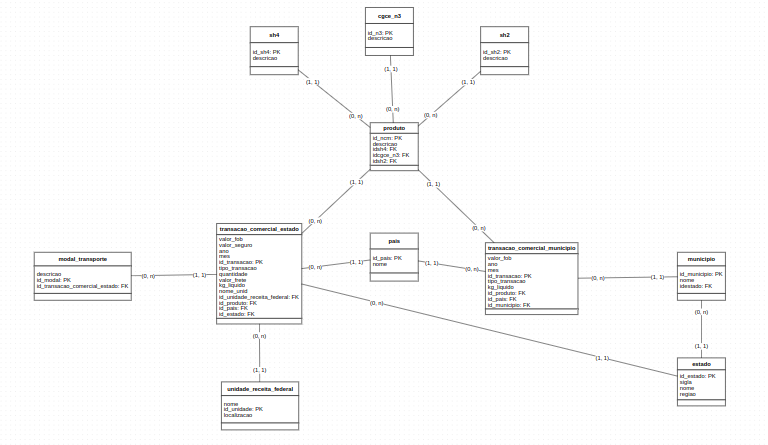 cgce_n3
id_n3: PK
descricao
sh4
id_sh4: PK
descricao
sh2
id_sh2: PK
descricao
(1, 1)
(1, 1)
(1, 1)
(0, n)
(0, n)
(0, n)
produto
id_ncm: PK
descricao
idsh4: FK
idcgce_n3: FK
idsh2: FK
(1, 1)
(1, 1)
(0, n)
(0, n)
transacao_comercial_estado
valor_fob
valor_seguro
ano
mes
id_transacao: PK
tipo_transacao
quantidade
valor_frete
kg_liquido
nome_unid
id_unidade_receita_federal: FK
id_produto: FK
id_pais: FK
id_estado: FK
pais
id_pais: PK
nome
transacao_comercial_municipio
valor_fob
ano
mes
id_transacao: PK
tipo_transacao
kg_liquido
id_produto: FK
id_pais: FK
id_municipio: FK
modal_transporte
descricao
id_modal: PK
id_transacao_comercial_estado: FK
municipio
id_municipio: PK
nome
idestado: FK
(0, n)
(1, 1)
(0, n)
(1, 1)
(1, 1)
(0, n)
(0, n)
(1, 1)
(0, n)
(0, n)
(0, n)
(1, 1)
(1, 1)
(1, 1)
estado
id_estado: PK
sigla
nome
regiao
unidade_receita_federal
nome
id_unidade: PK
localizacao